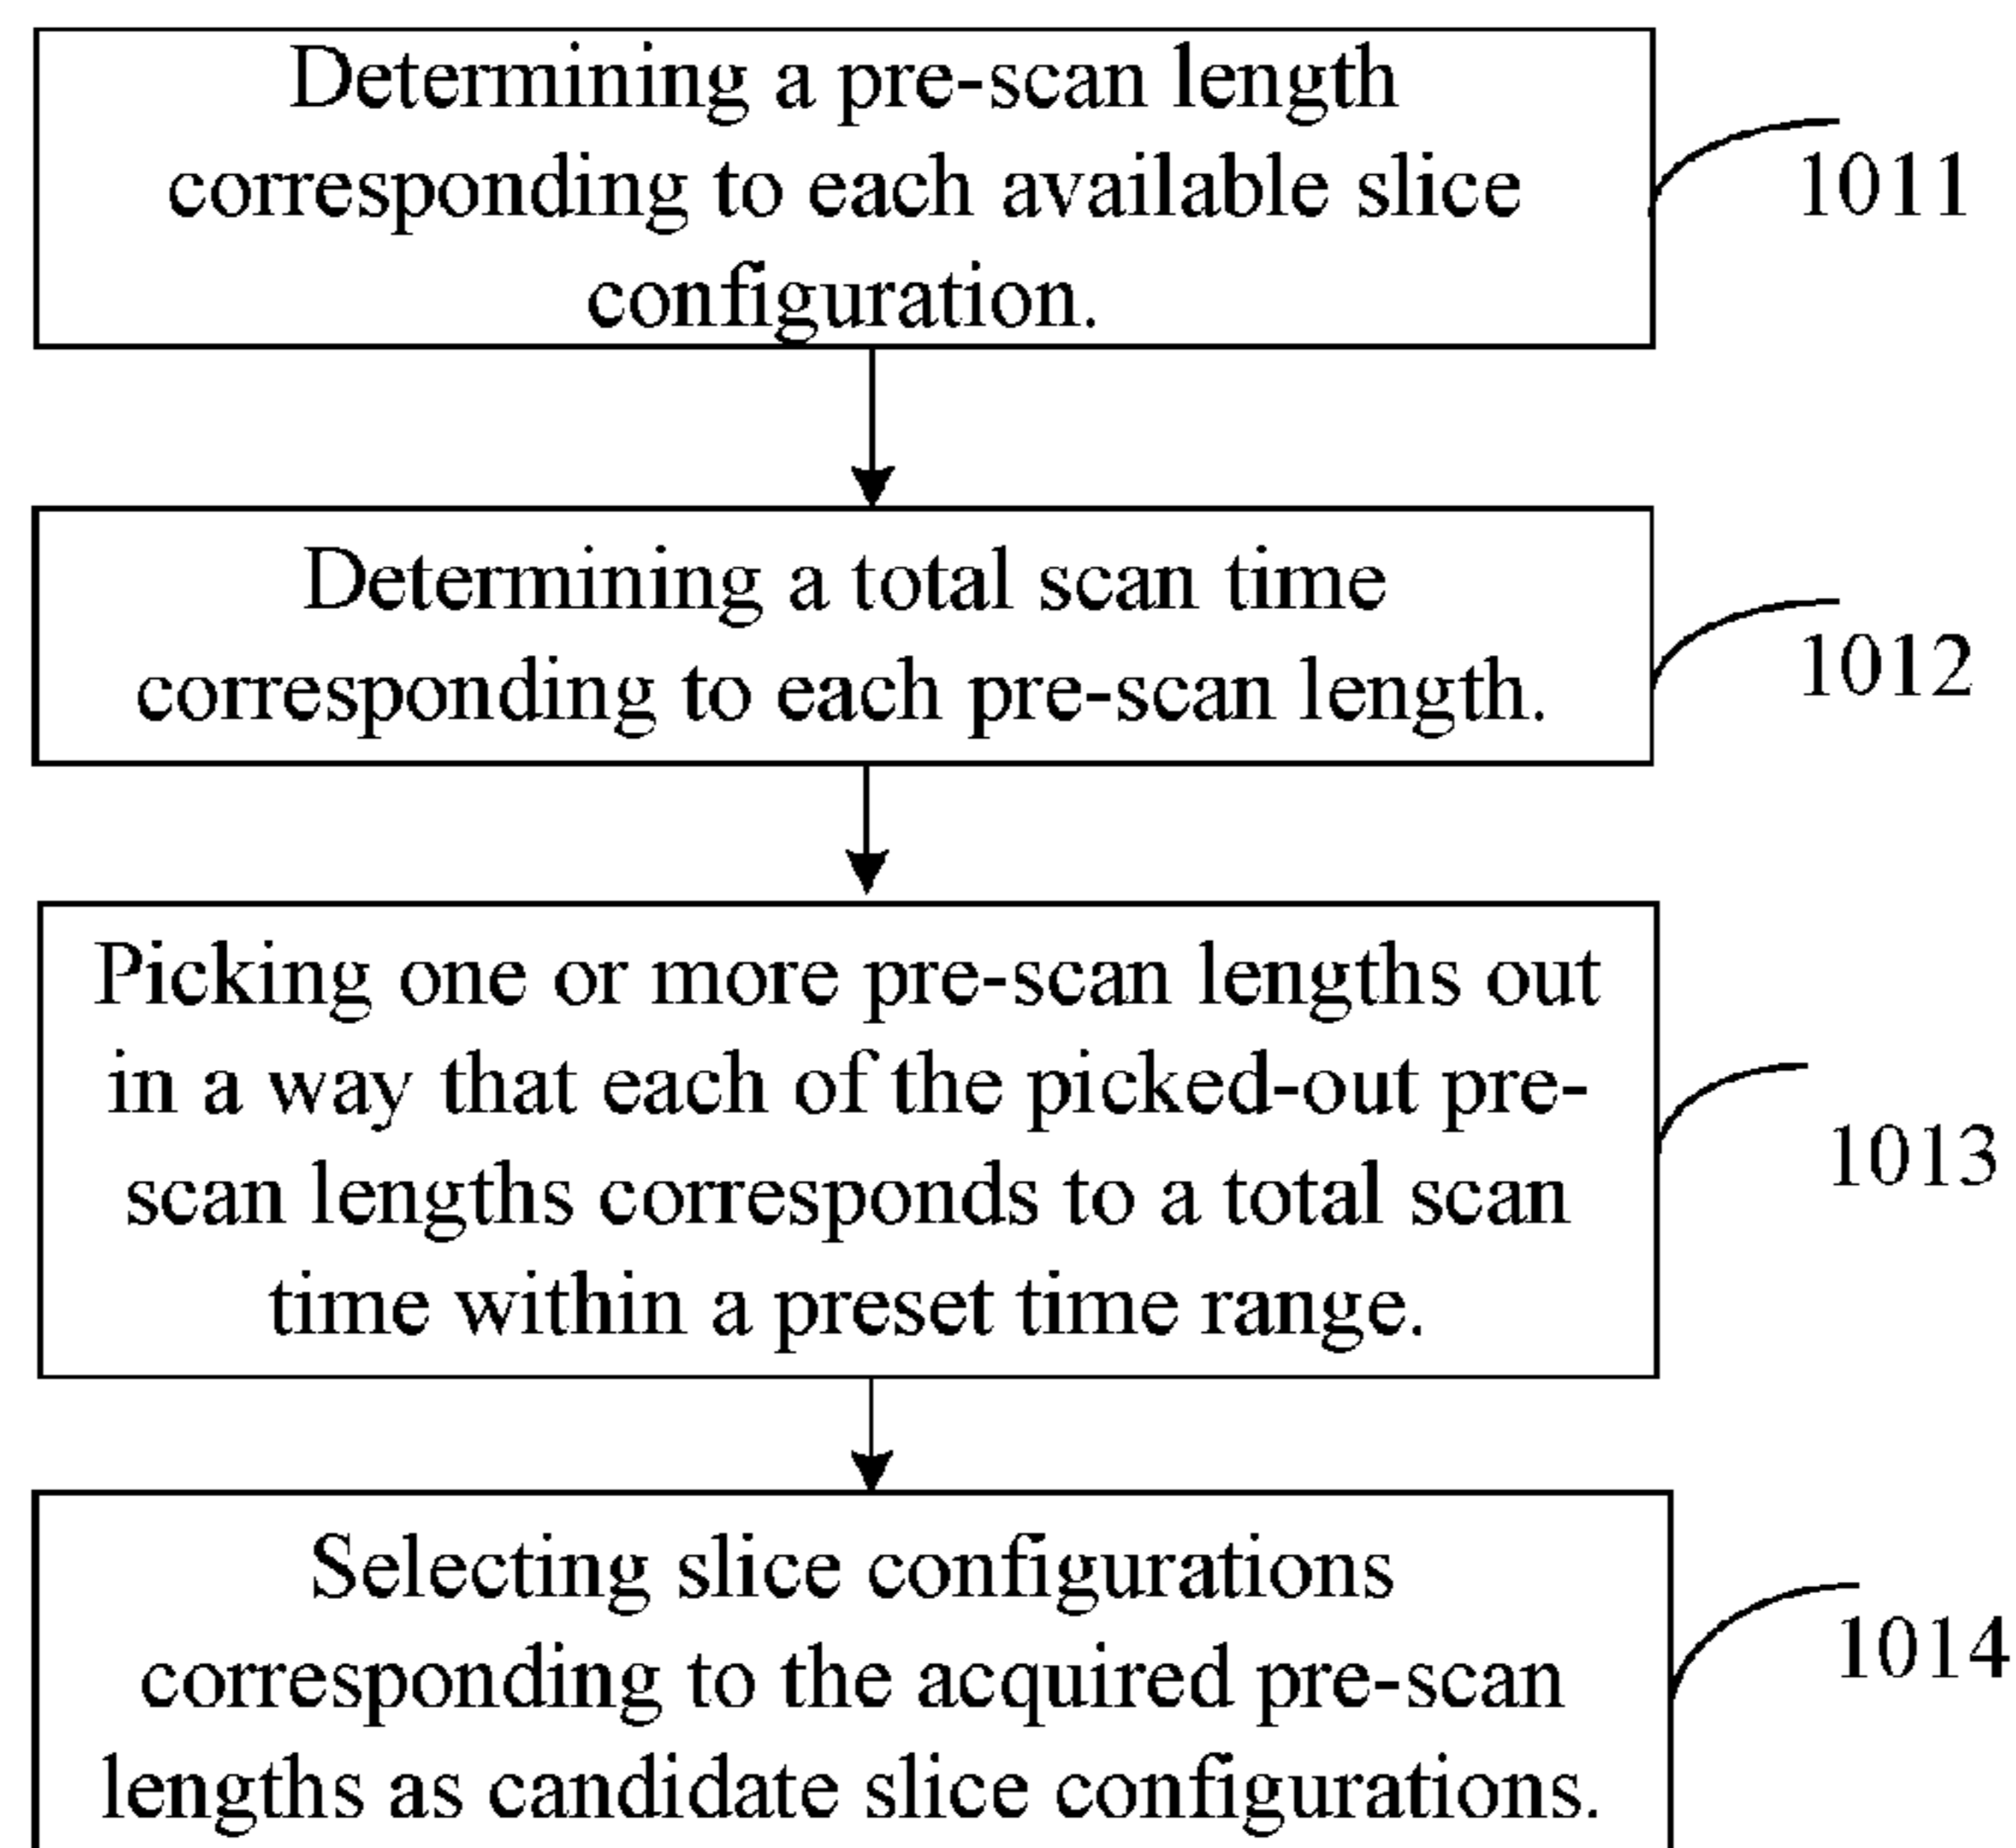 Determining a pre-scan length
corresponding to each available slice
configuration.
1011
Determining a total scan time
corresponding to each pre-scan length.
1012
Picking one or more pre-scan lengths out
in a way that each of the picked-out pre-
scan lengths corresponds to a total scan
time within a preset time range.
1013
Selecting slice configurations
corresponding to the acquired pre-scan
lengths as candidate slice configurations.
1014